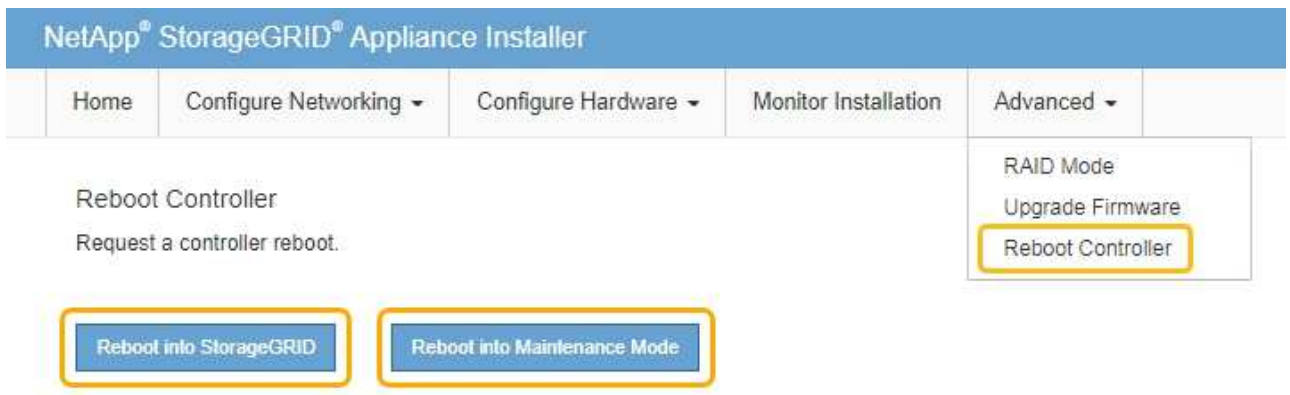 NetApp® StorageGRID® Appliance Installer
Home Configure Networking Configure Hardware Monitor Installation Advanced
RAID Mode
Upgrade Firmware
Reboot Controller
Reboot Controller
Request a controller reboot.
Reboot into StorageGRID Reboot into Maintenance Mode